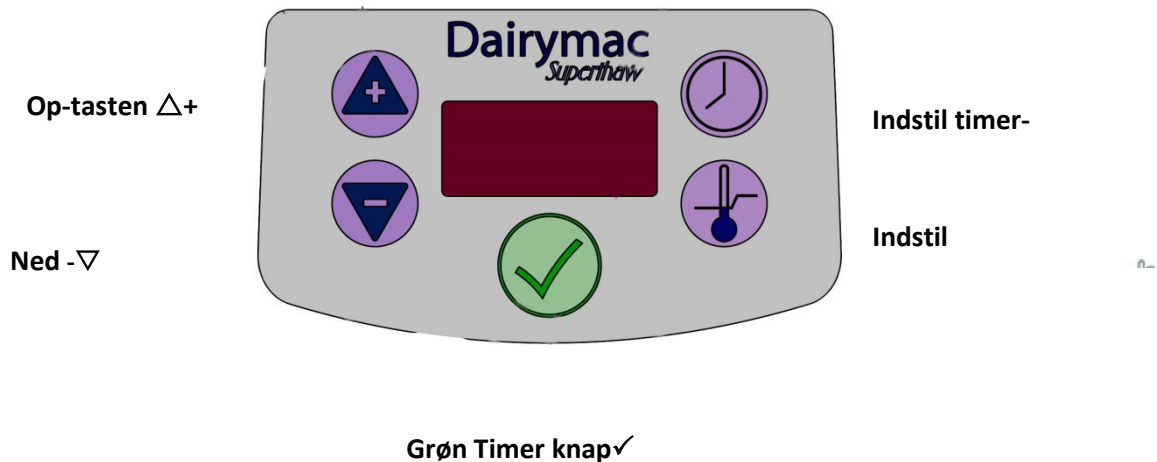 Dairymac
Superthaw
Op-tasten △+
Indstil timer-
Indstil
Ned -▽
Grøn Timer knap✓